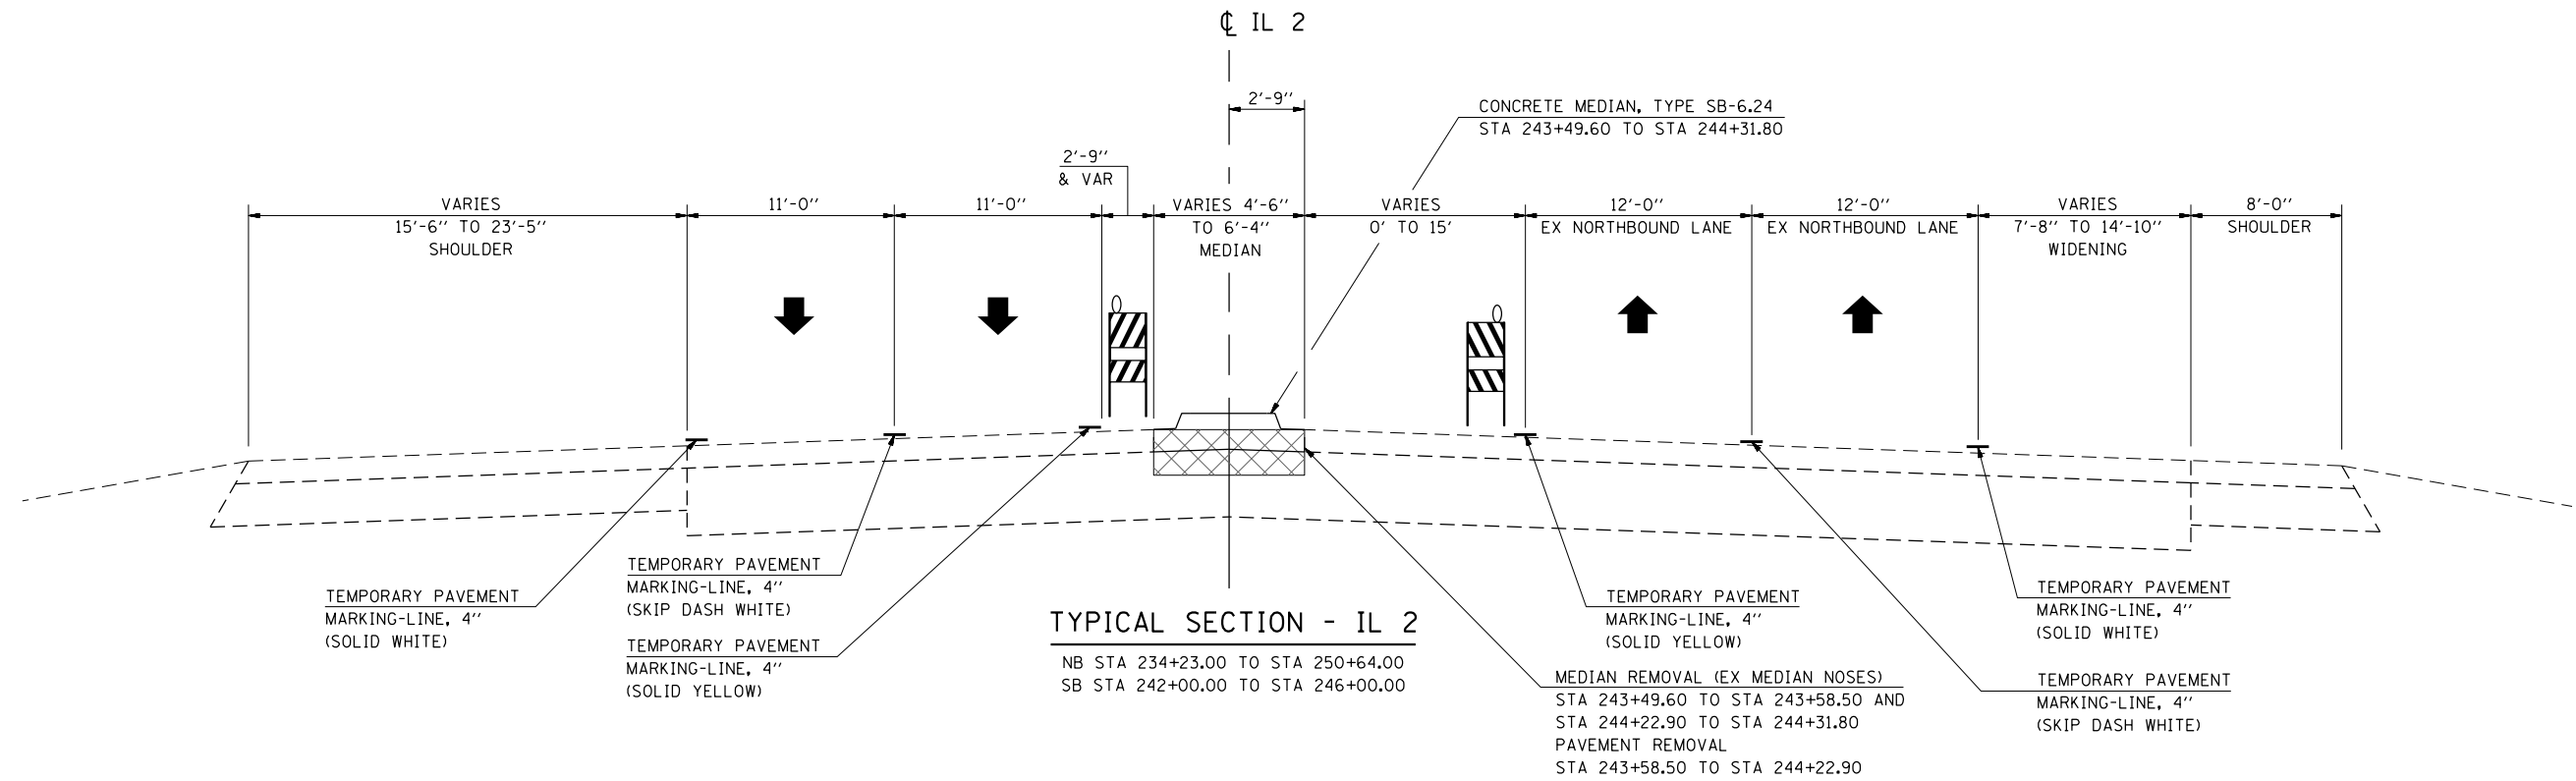 ℄ IL 2
2'-9''
CONCRETE MEDIAN, TYPE SB-6.24
STA 243+49.60 TO STA 244+31.80
2'-9''
& VAR
VARIES
15'-6'' TO 23'-5''
SHOULDER
11'-0''
11'-0''
VARIES 4'-6''
TO 6'-4''
MEDIAN
VARIES
0' TO 15'
12'-0''
EX NORTHBOUND LANE
12'-0''
EX NORTHBOUND LANE
VARIES
7'-8'' TO 14'-10''
WIDENING
8'-0''
SHOULDER
TEMPORARY PAVEMENT
MARKING-LINE, 4''
(SOLID WHITE)
TEMPORARY PAVEMENT
MARKING-LINE, 4''
(SKIP DASH WHITE)
TEMPORARY PAVEMENT
MARKING-LINE, 4''
(SOLID YELLOW)
TYPICAL SECTION - IL 2
NB STA 234+23.00 TO STA 250+64.00
SB STA 242+00.00 TO STA 246+00.00
TEMPORARY PAVEMENT
MARKING-LINE, 4''
(SOLID YELLOW)
MEDIAN REMOVAL (EX MEDIAN NOSES)
STA 243+49.60 TO STA 243+58.50 AND
STA 244+22.90 TO STA 244+31.80
PAVEMENT REMOVAL
STA 243+58.50 TO STA 244+22.90
TEMPORARY PAVEMENT
MARKING-LINE, 4''
(SOLID WHITE)
TEMPORARY PAVEMENT
MARKING-LINE, 4''
(SKIP DASH WHITE)